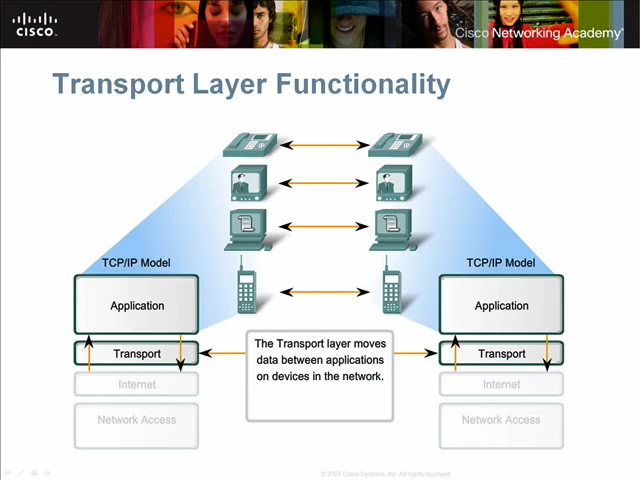 CISCO
Cisco Networking Academy
Transport Layer Functionality
TCP/IP Model
TCP/IP Model
Application
Application
The Transport layer moves
data between applications
on devices in the network.
Transport
Transport
Internet
Internet
Network Access
Network Access
© 2007 Cisco Systems, Inc. All rights reserved.